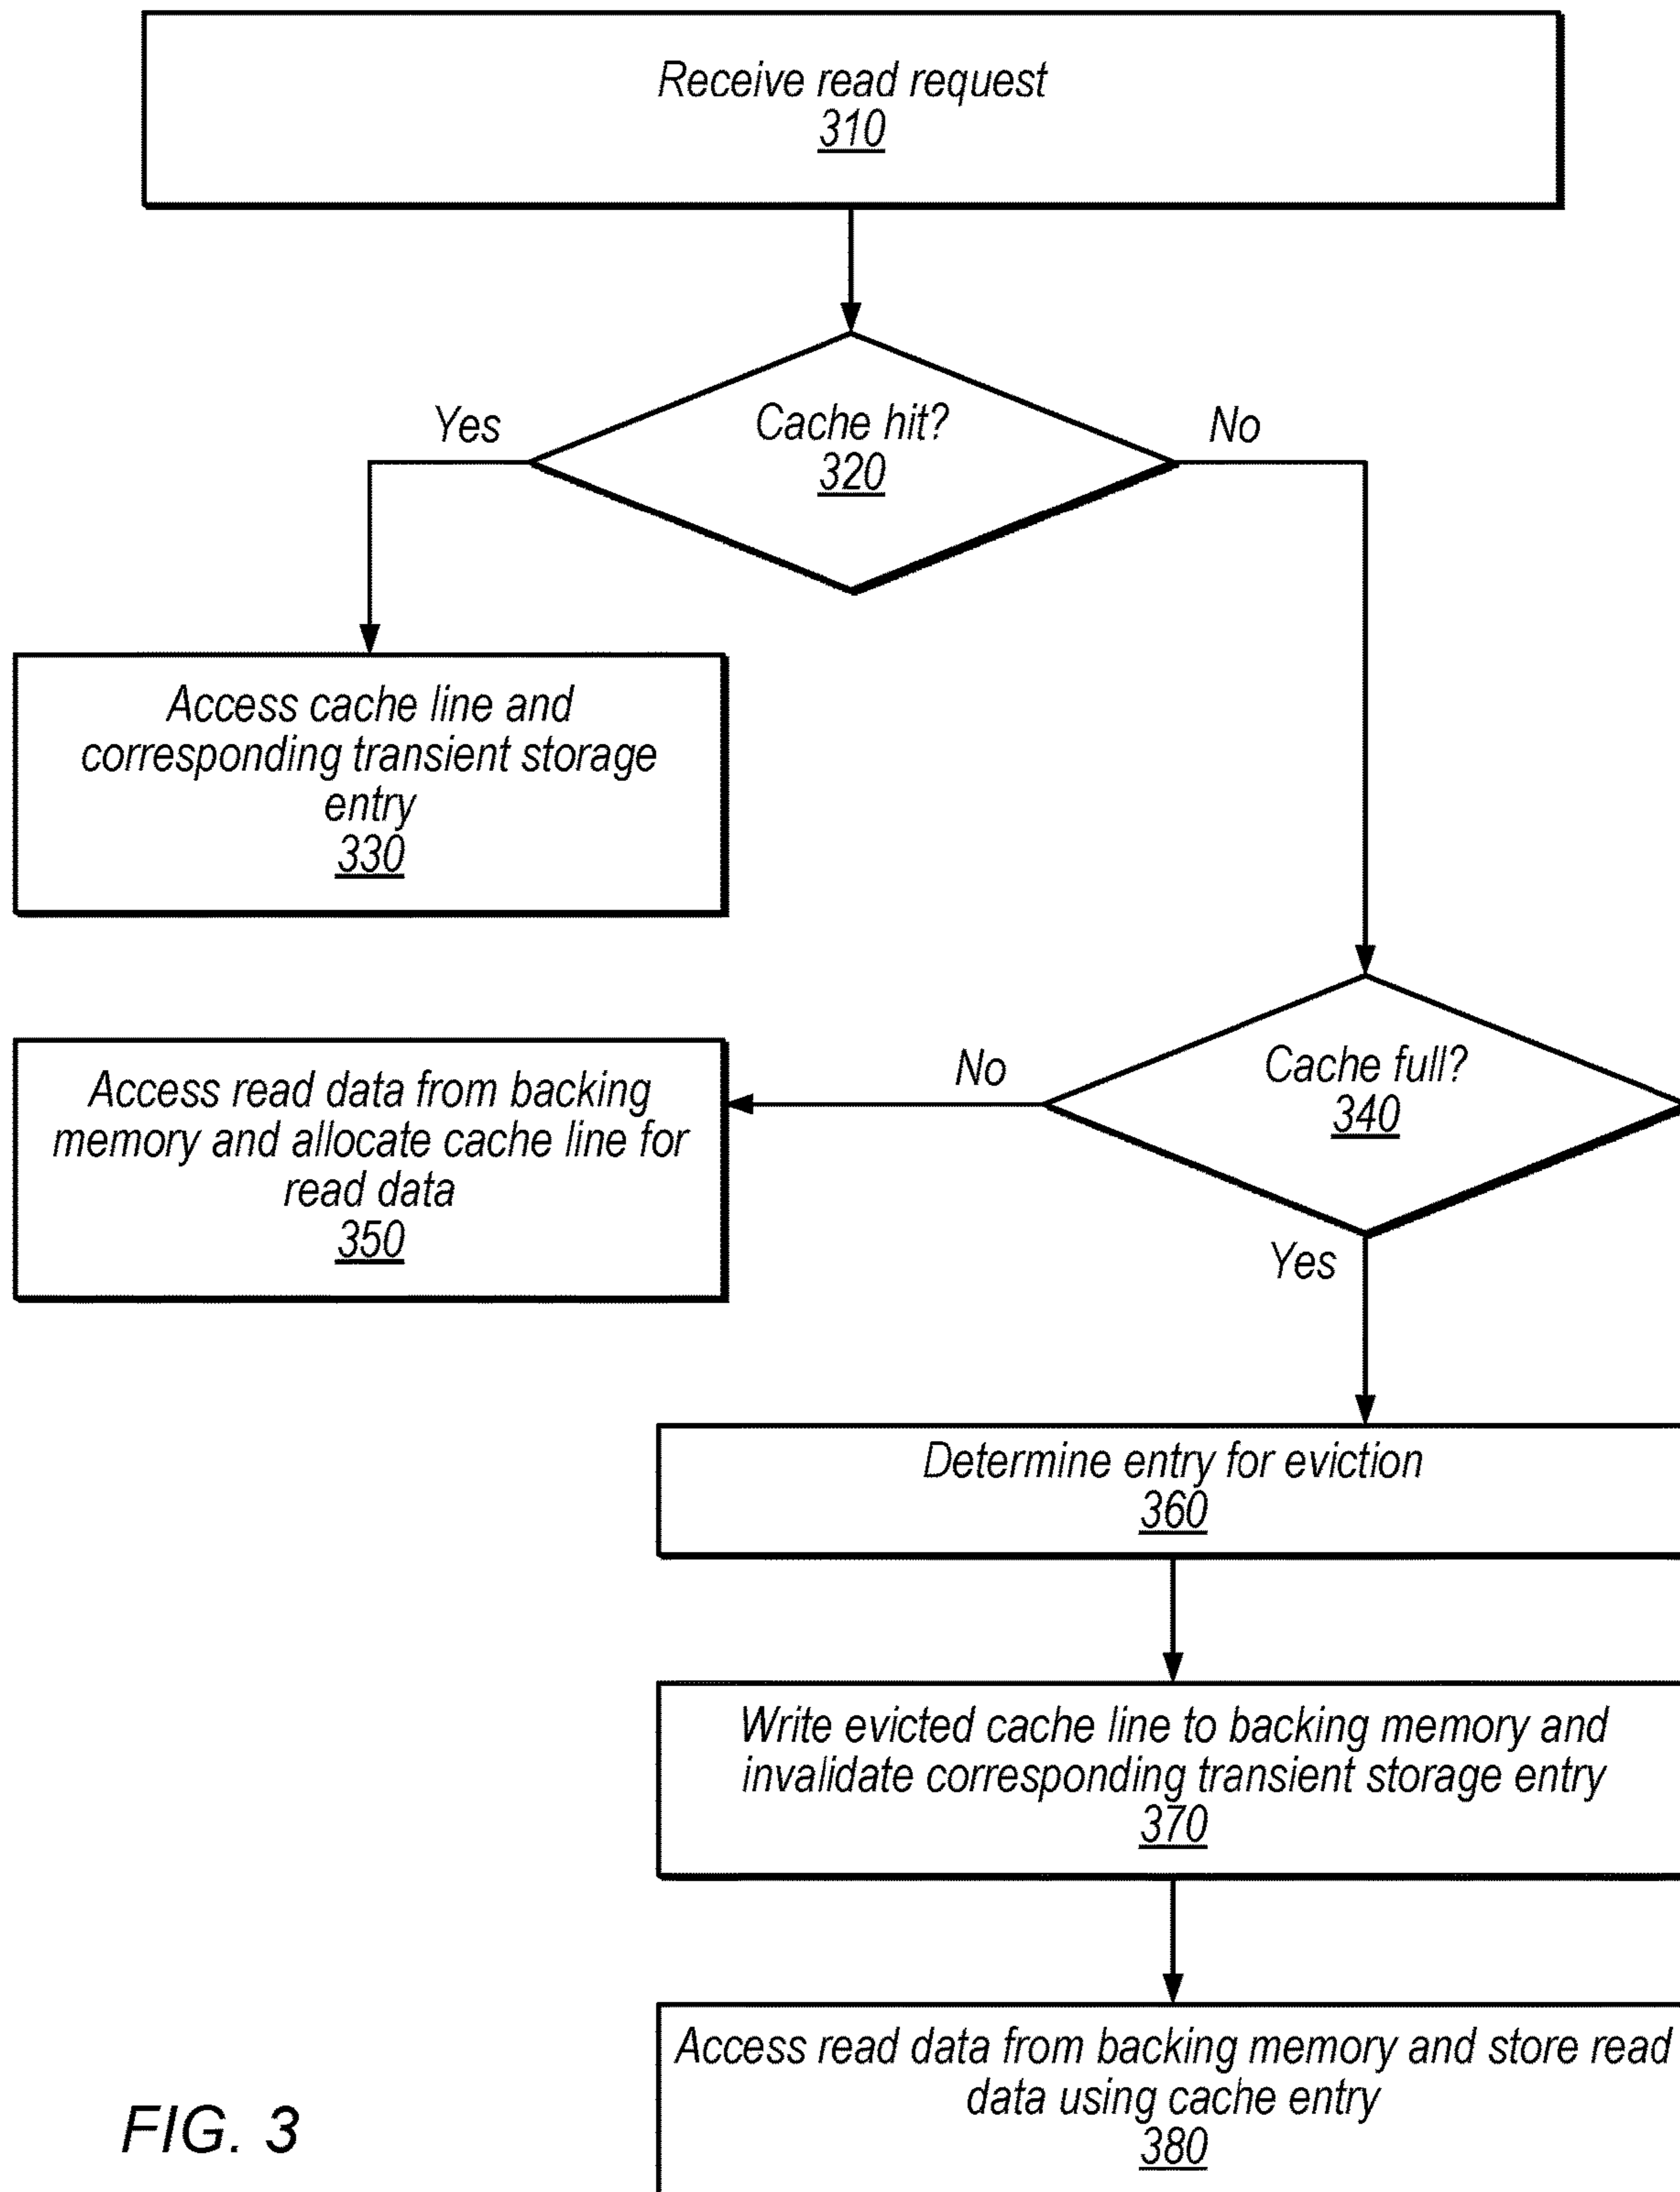 Receive read request
310
Yes
Cache hit?
320
No
Access cache line and
corresponding transient storage
entry
330
Access read data from backing
memory and allocate cache line for
read data
350
No
Cache full?
340
Yes
Determine entry for eviction
360
Write evicted cache line to backing memory and
invalidate corresponding transient storage entry
370
Access read data from backing memory and store read
data using cache entry
380
FIG. 3